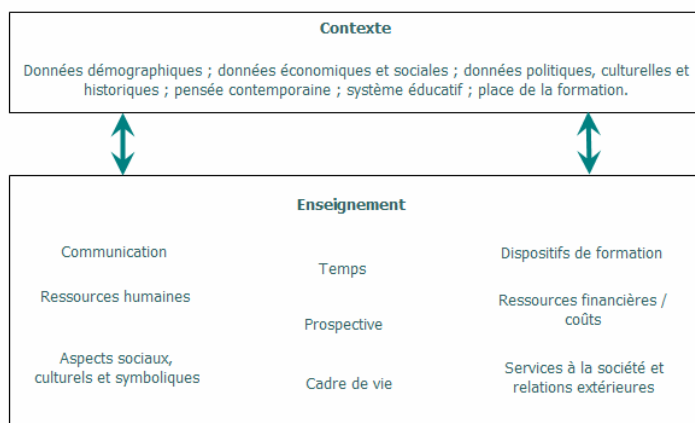 Contexte
Données démographiques ; données économiques et sociales ; données politiques, culturelles et
historiques ; pensée contemporaine ; système éducatif ; place de la formation.
Enseignement
Communication
Ressources humaines
Aspects sociaux,
culturels et symboliques
Temps
Prospective
Cadre de vie
Dispositifs de formation
Ressources financières /
coûts
Services à la société et
relations extérieures